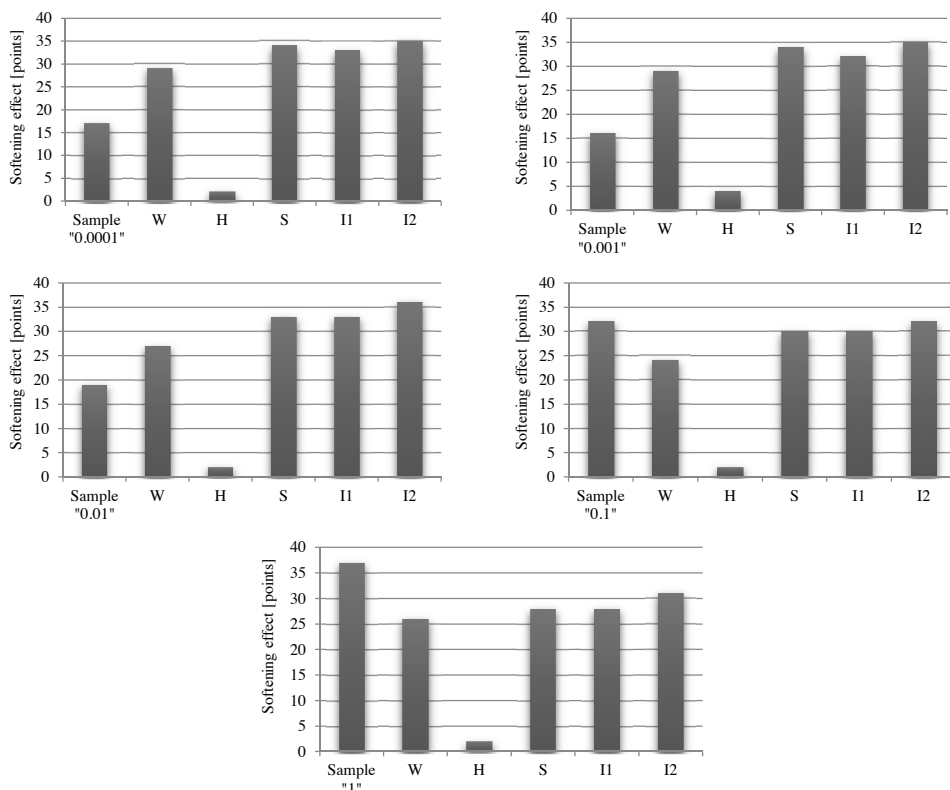 Softening effect [points]
40
35
30
25
20
15
10
5
0
Sample "0.0001"
W
H
S
I1
I2
Softening effect [points]
40
35
30
25
20
15
10
5
0
Sample "0.001"
W
H
S
I1
I2
Softening effect [points]
40
35
30
25
20
15
10
5
0
Sample "0.01"
W
H
S
I1
I2
Softening effect [points]
40
35
30
25
20
15
10
5
0
Sample "0.1"
W
H
S
I1
I2
Softening effect [points]
40
35
30
25
20
15
10
5
0
Sample "1"
W
H
S
I1
I2